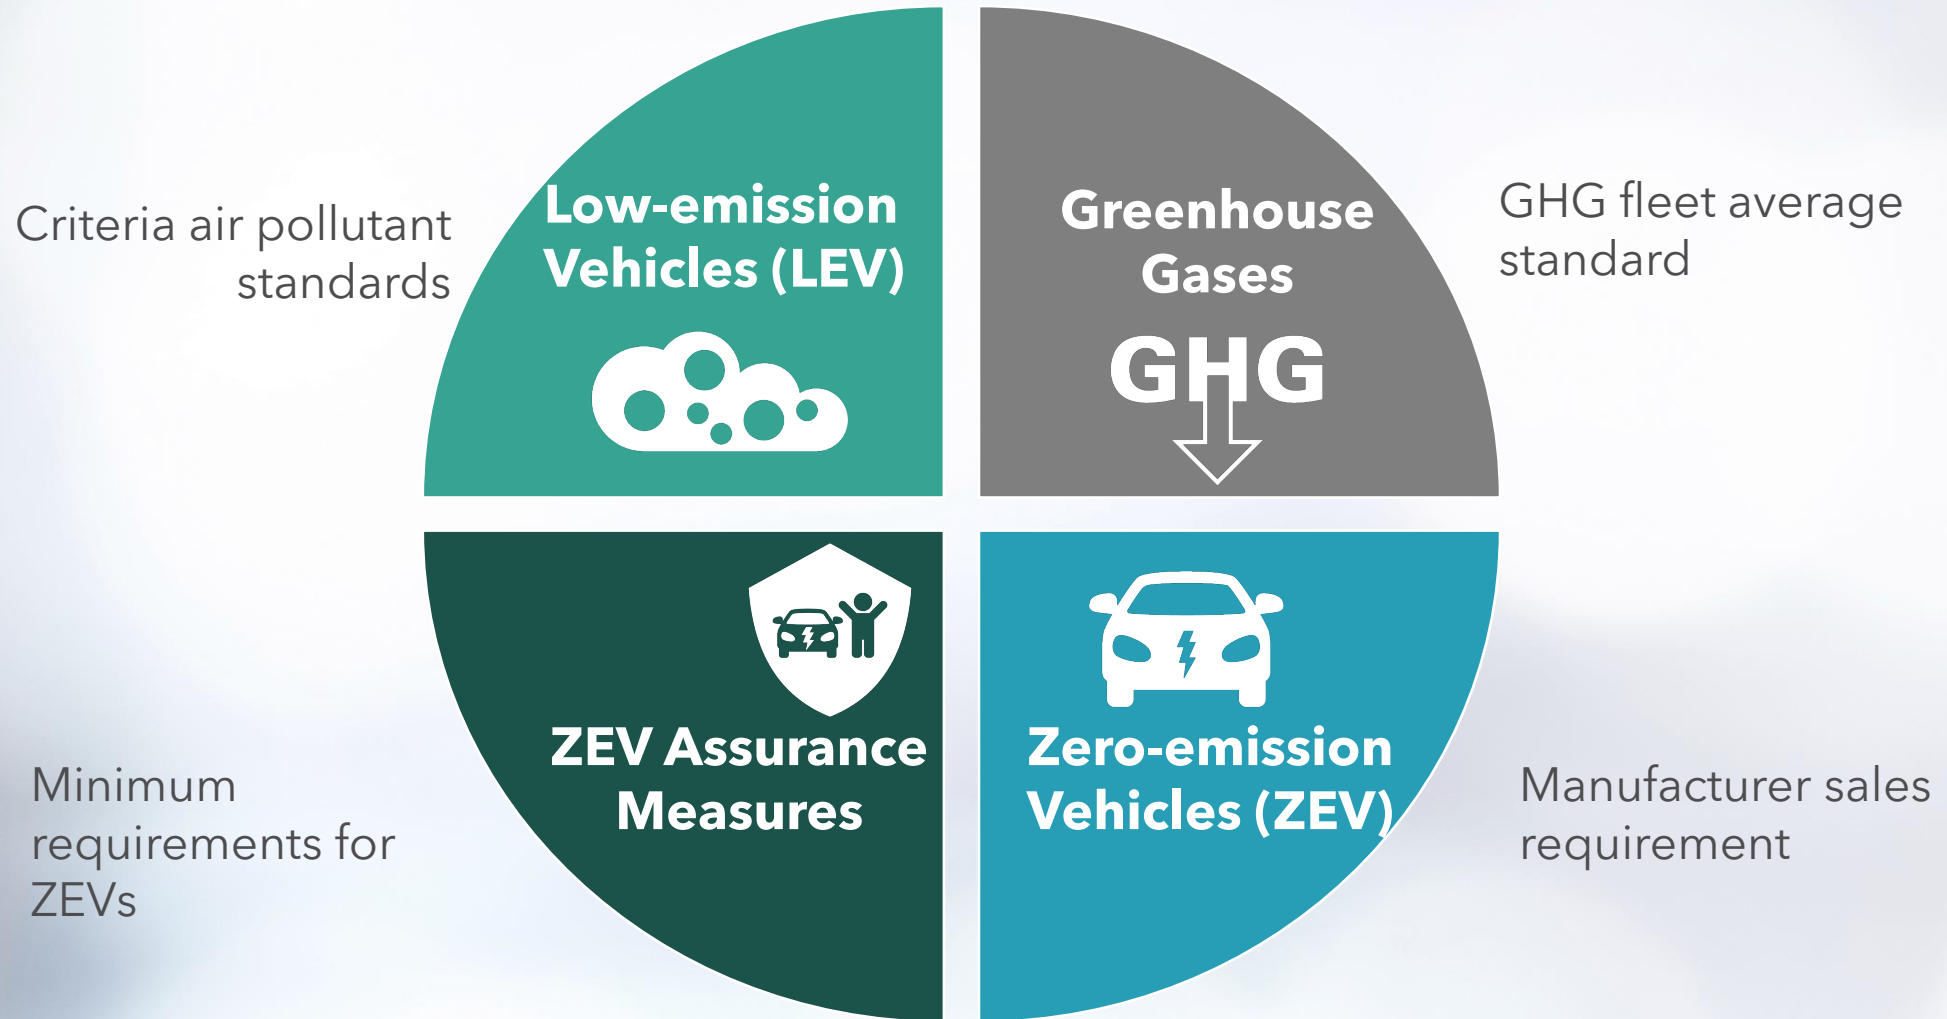 Criteria air pollutant
standards
Low-emission
Vehicles (LEV)
Greenhouse
Gases
GHG
GHG fleet average
standard
Minimum
requirements for
ZEVs
ZEV Assurance
Measures
Zero-emission
Vehicles (ZEV)
Manufacturer sales
requirement